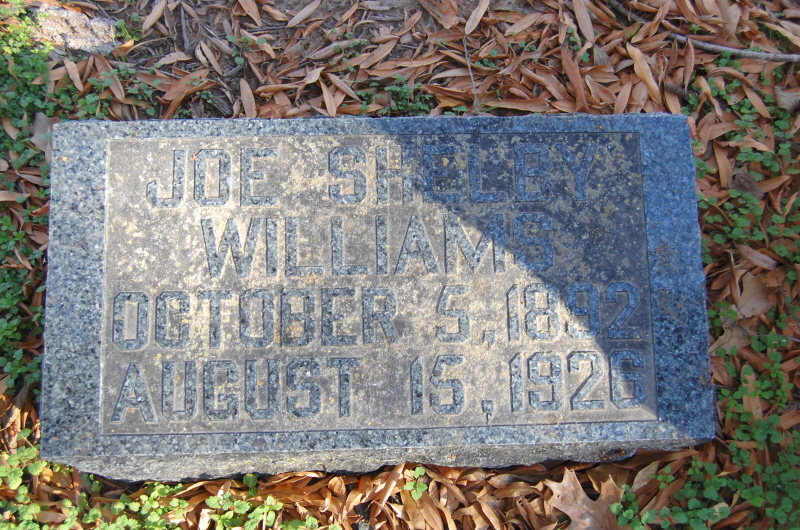 JOE SHELBY
WILLIAMS
OCTOBER 5, 1892
AUGUST 15, 1926